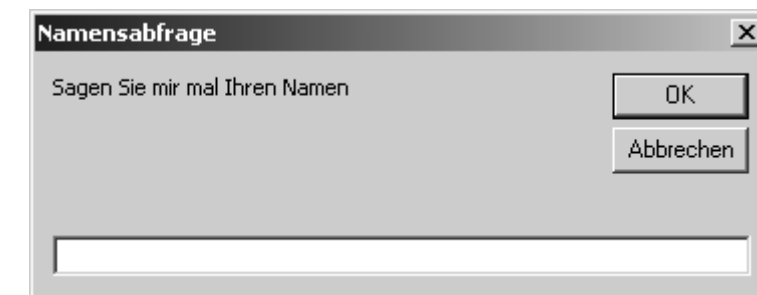 Namensabfrage
Sagen Sie mir mal Ihren Namen
OK
Abbrechen